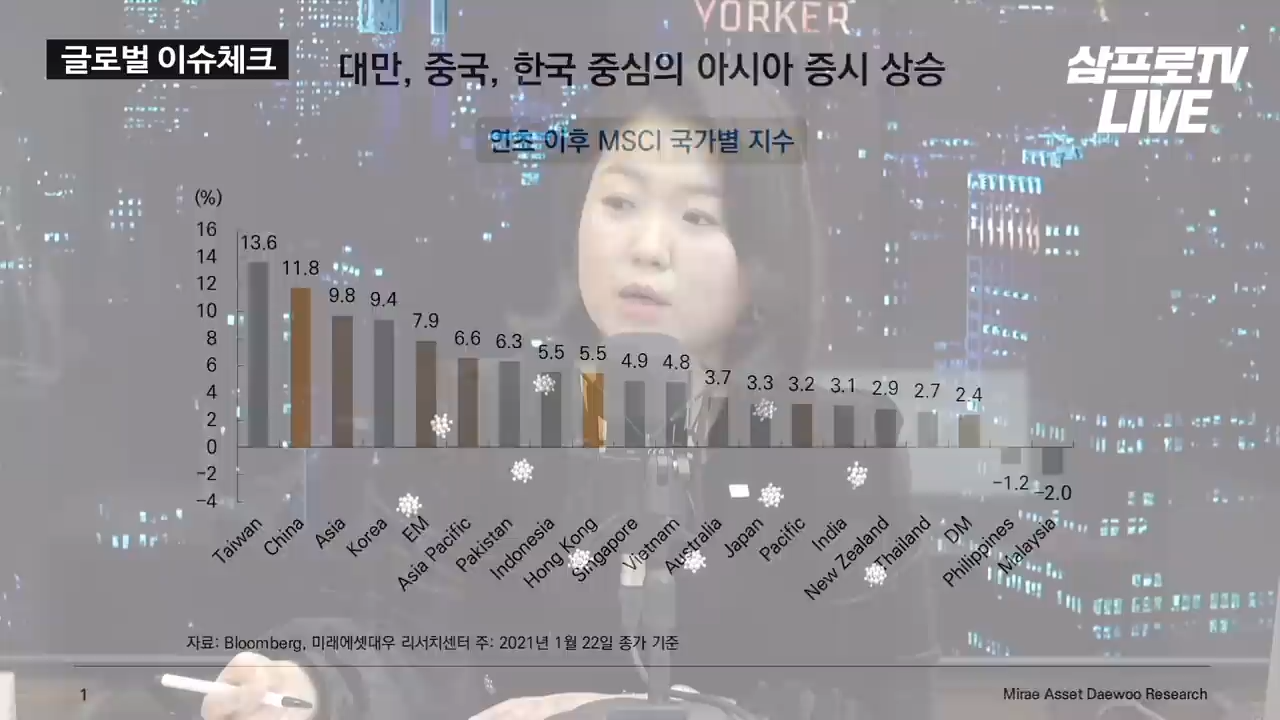 YORKER
글로벌 이슈체크
대만, 중국, 한국 중심의 아시아 증시 상승
삼프로TV
LIVE
연초 이후 MSCI 국가별 지수
(%)
16
14
12
10
8
6
4
2
0
−2
−4
13.6
11.8
9.8
9.4
7.9
6.6
6.3
5.5
5.5
4.9
4.8
3.7
3.3
3.2
3.1
2.9
2.7
2.4
−1.2
−2.0
Taiwan
China
Asia
Korea
EM
Asia Pacific
Pakistan
Indonesia
Hong Kong
Singapore
Vietnam
Australia
Japan
Pacific
India
New Zealand
Thailand
DM
Philippines
Malaysia
자료: Bloomberg, 미래에셋대우 리서치센터 주: 2021년 1월 22일 종가 기준
1
Mirae Asset Daewoo Research